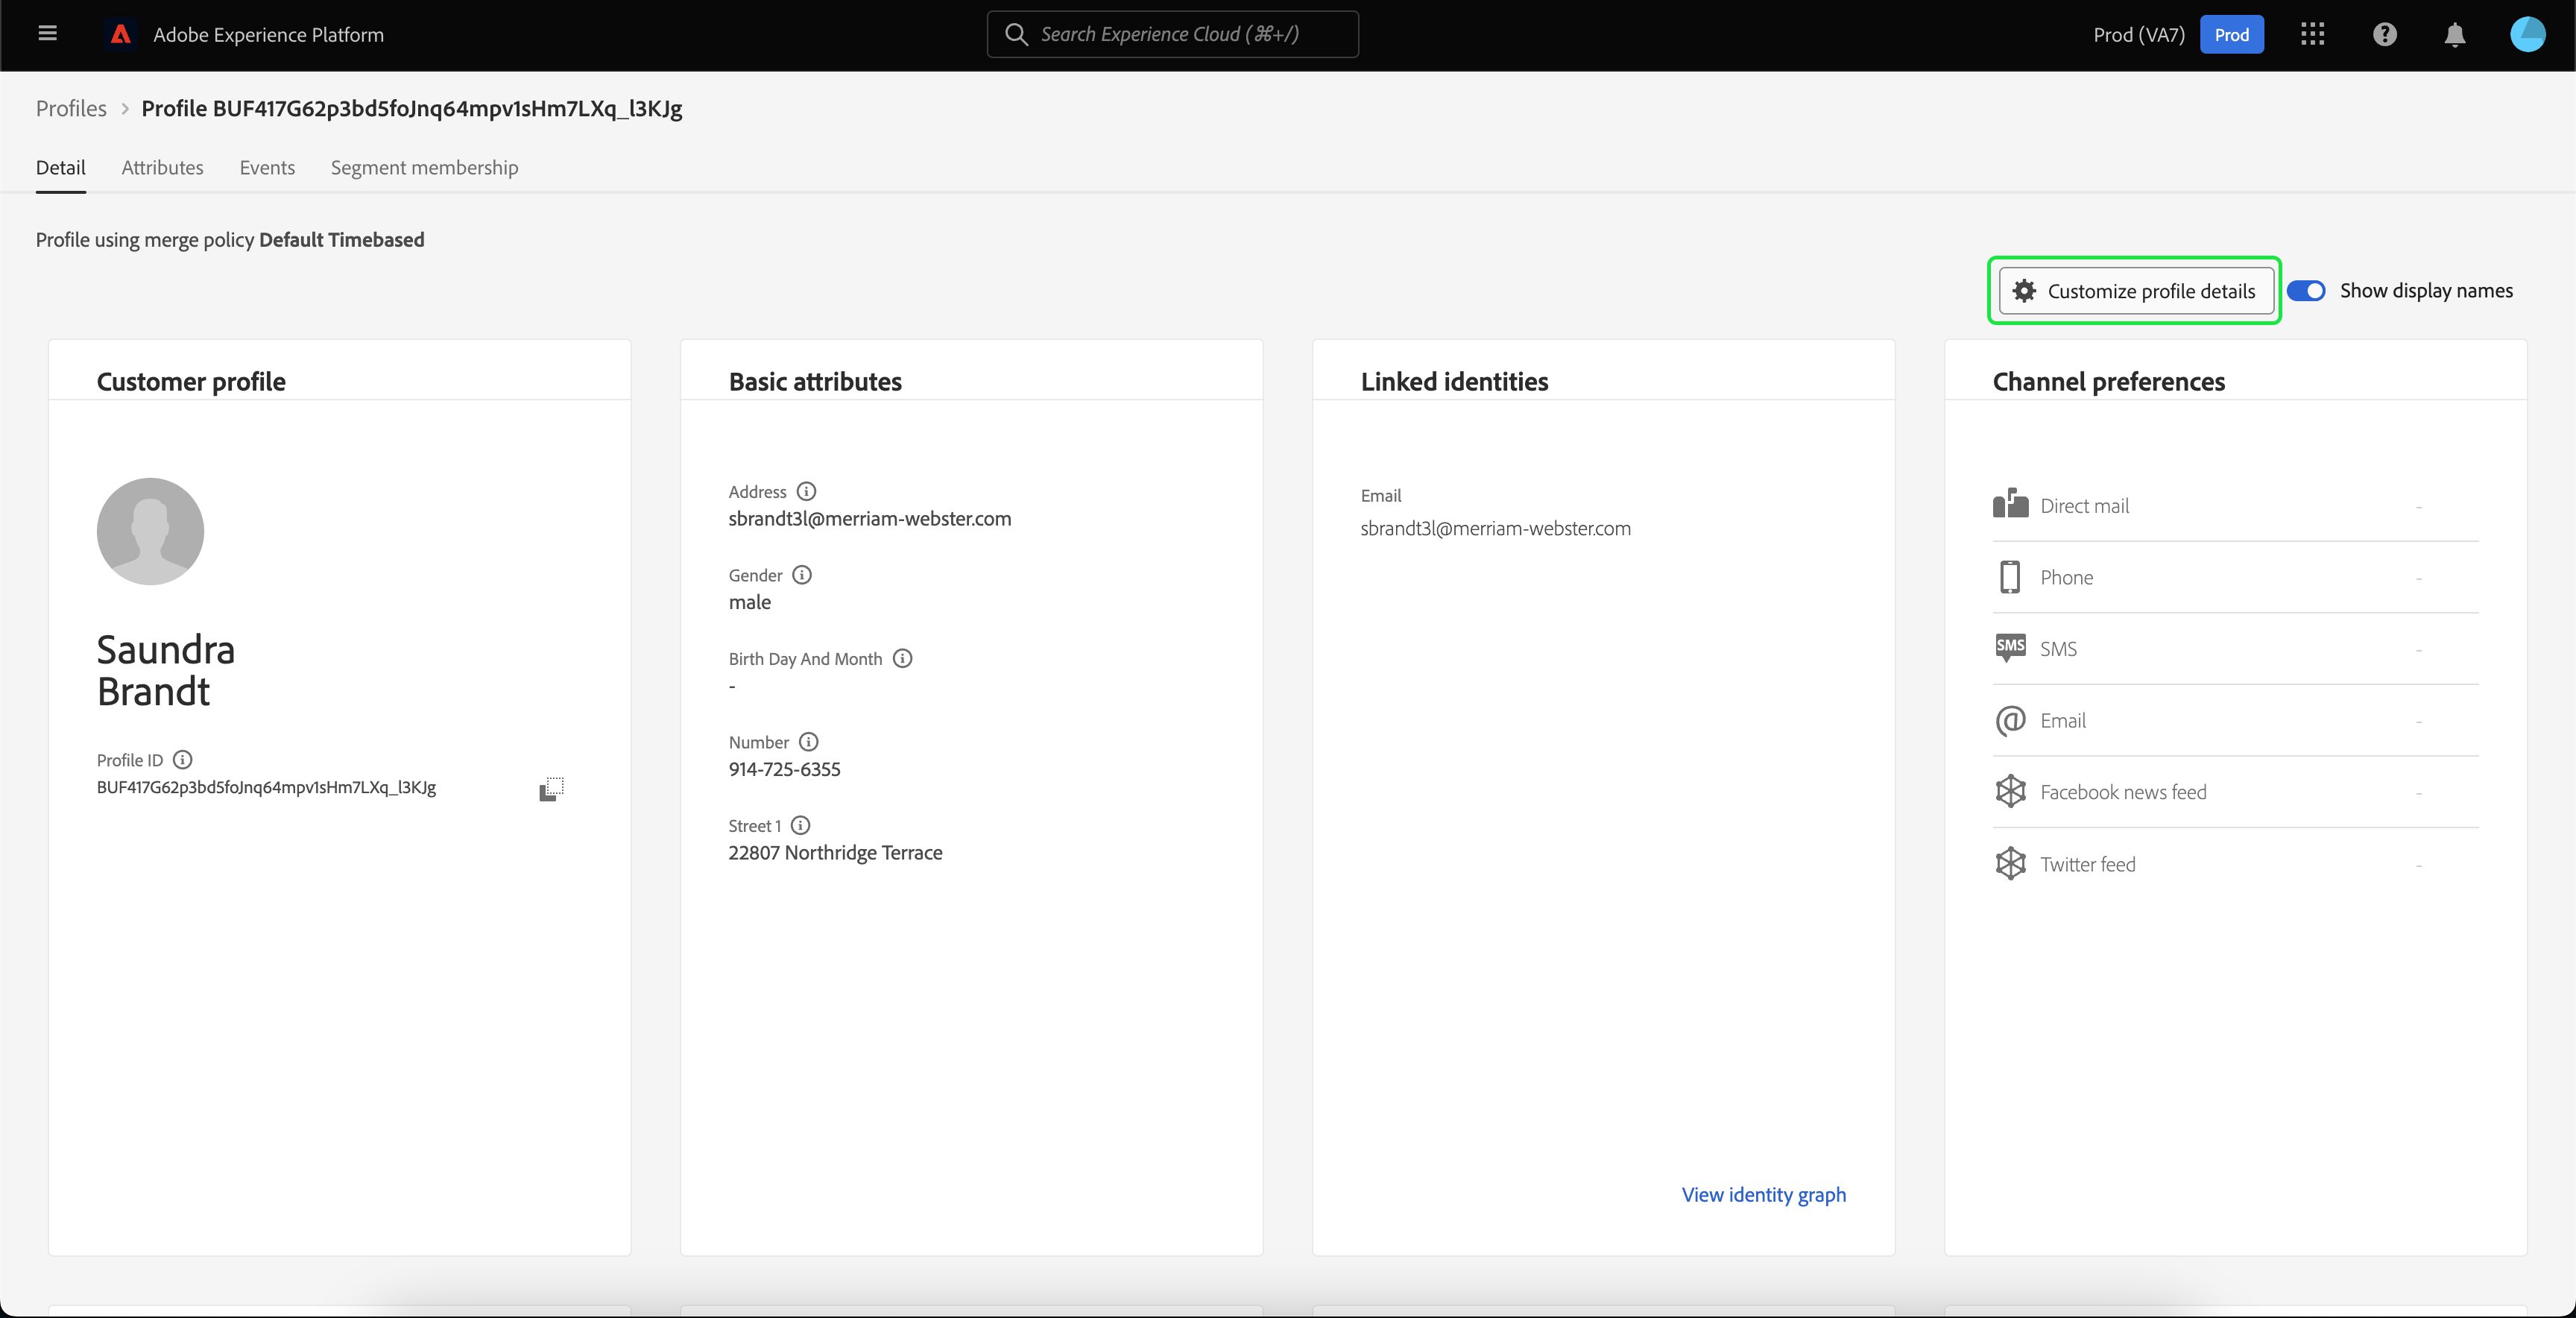 Adobe Experience Platform
Search Experience Cloud (⌘+/)
Prod (VA7)
Prod
Profiles > Profile BUF417G62p3bd5foJnq64mpv1sHm7LXq_l3KJg
Detail
Attributes
Events
Segment membership
Profile using merge policy Default Timebased
Customize profile details
Show display names
Customer profile
Saundra
Brandt
Profile ID
BUF417G62p3bd5foJnq64mpv1sHm7LXq_l3KJg
Basic attributes
Address
sbrandt3l@merriam-webster.com
Gender
male
Birth Day And Month
-
Number
914-725-6355
Street 1
22807 Northridge Terrace
Linked identities
Email
sbrandt3l@merriam-webster.com
View identity graph
Channel preferences
Direct mail -
Phone -
SMS SMS -
Email -
Facebook news feed -
Twitter feed -